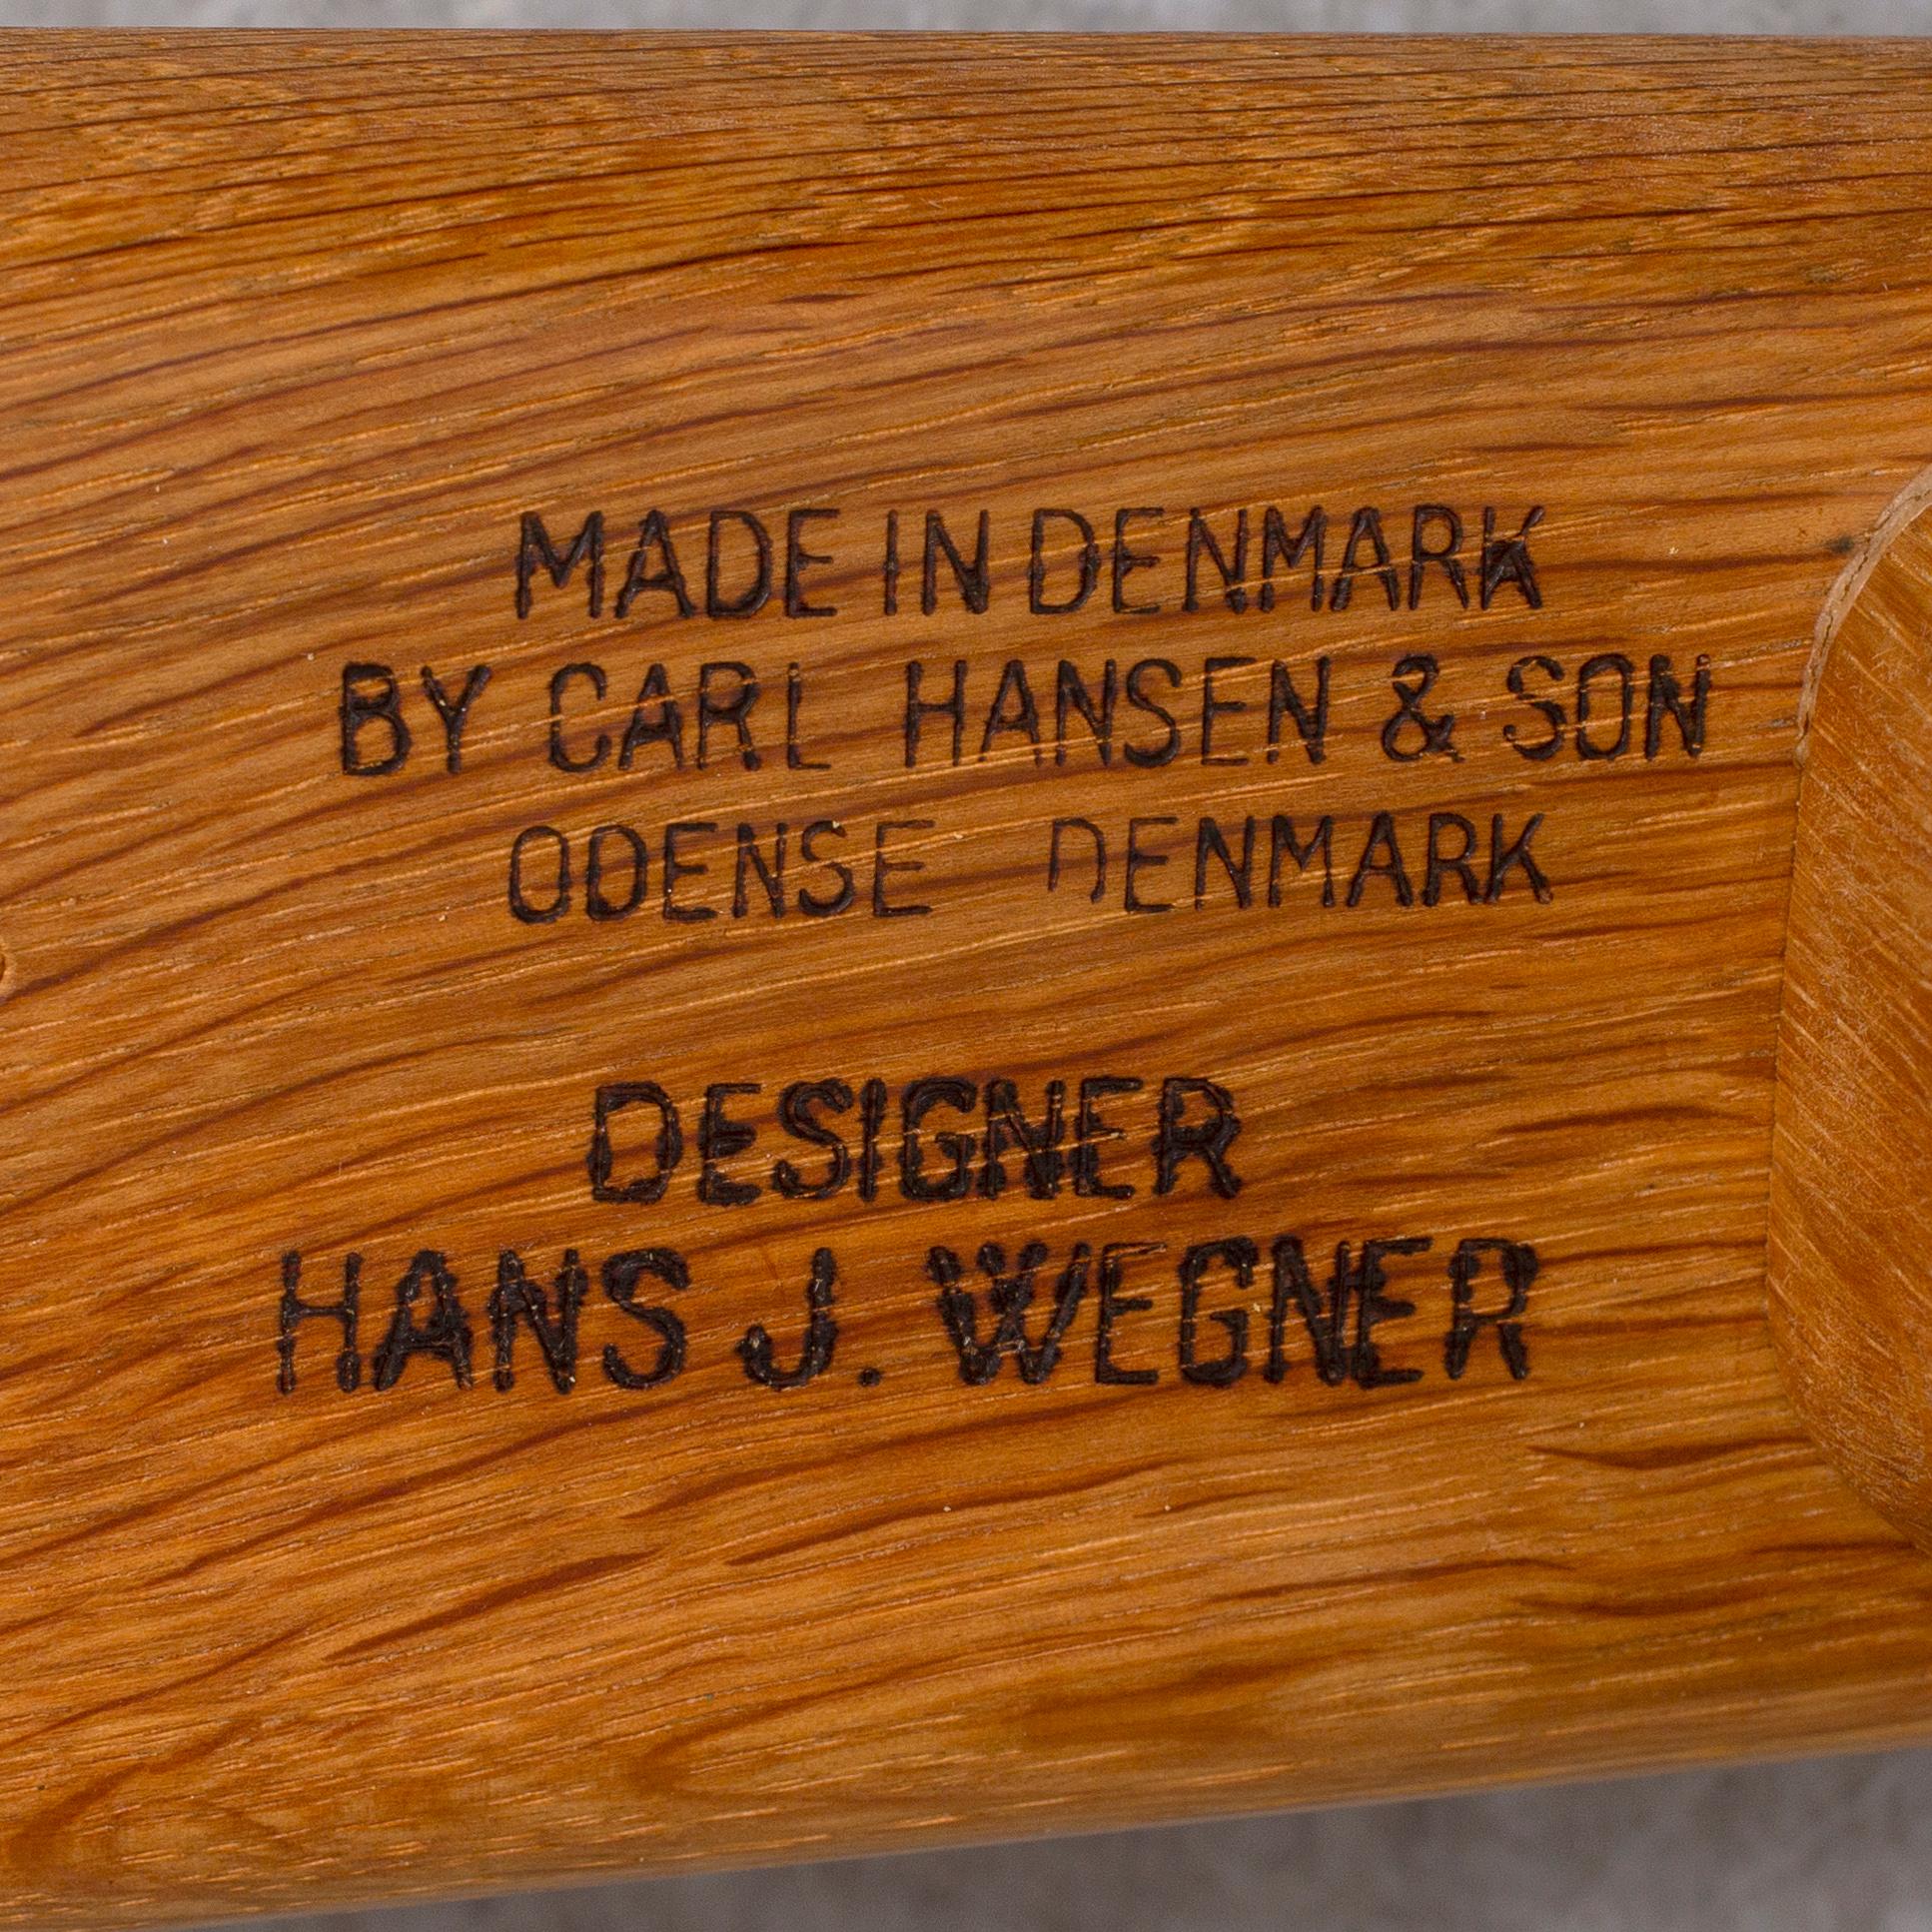 MADE IN DENMARK
BY CARL HANSEN & SON
ODENSE DENMARK
DESIGNER
HANS J. WEGNER